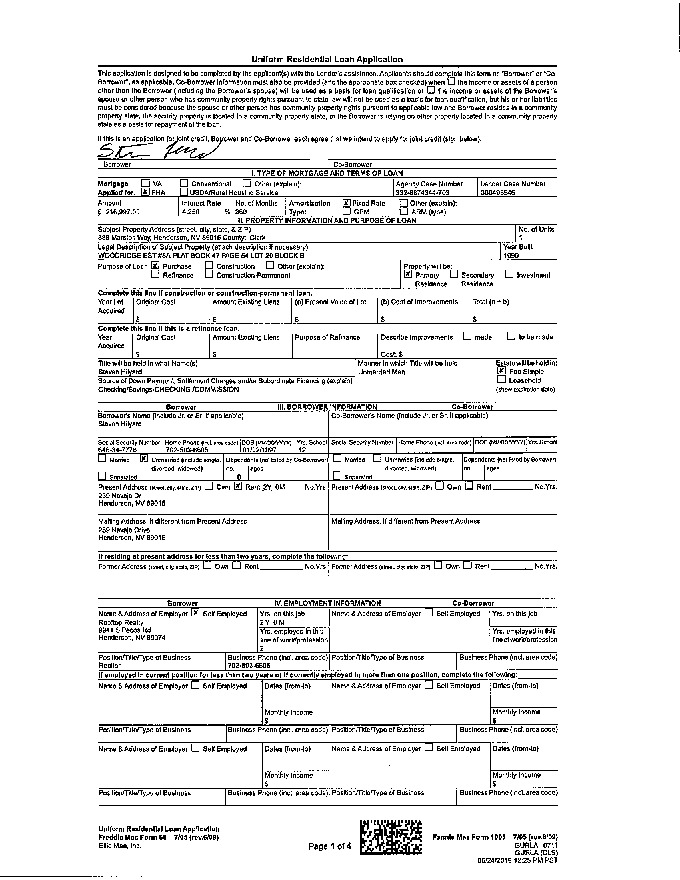 Uniform Residential Loan Application
This application is designed to be completed by the applicant(s) with the Lender's assistance. Applicants should complete this form as "Borrower" or "Co-
Borrower", as applicable. Co-Borrower information must also be provided (and the appropriate box checked) when the income or assets of a person
other than the Borrower (including the Borrower's spouse) will be used as a basis for loan qualification or the income or assets of the Borrower's
spouse or other person who has community property rights pursuant to state law will not be used as a basis for loan qualification, but his or her liabilities
must be considered because the spouse or other person has community property rights pursuant to applicable law and Borrower resides in a community
property state, the security property is located in a community property state, or the Borrower is relying on other property located in a community property
state as a basis for repayment of the loan.
If this is an application for joint credit, Borrower and Co-Borrower each agree that we intend to apply for joint credit (sign below).
Borrower Co-Borrower
I. TYPE OF MORTGAGE AND TERMS OF LOAN
Mortgage VA Conventional Other (explain): Agency Case Number Lender Case Number
Applied for: X FHA USDA/Rural Housing Service
Amount Interest Rate No. of Months Amortization X Fixed Rate Other (explain):
$ 4.250 % 360 Type: GPM ARM (type):
II. PROPERTY INFORMATION AND PURPOSE OF LOAN
Subject Property Address (street, city, state, & ZIP) No. of Units
Way, Henderson, NV County: Clark
Legal Description of Subject Property (attach description if necessary) Year Built
WOODRIDGE EST PLAT BOOK 47 PAGE 54 LOT 20 BLOCK B 1990
Purpose of Loan X Purchase Construction Other (explain): Property will be:
Refinance Construction-Permanent X Primary Residence Secondary Residence Investment
Complete this line if construction or construction-permanent loan.
Year Lot Acquired Original Cost Amount Existing Liens (a) Present Value of Lot (b) Cost of Improvements Total (a + b)
$ $ $ $ $
Complete this line if this is a refinance loan.
Year Acquired Original Cost Amount Existing Liens Purpose of Refinance Describe Improvements made to be made
$ $ Cost: $
Title will be held in what Name(s) Manner in which Title will be held Estate will be held in:
Steven Hilyard Unmarried Man X Fee Simple
Source of Down Payment, Settlement Charges, and/or Subordinate Financing (explain) Leasehold
Checking/Savings/CHECKING /COMMISSION (show expiration date)
Borrower III. BORROWER INFORMATION Co-Borrower
Borrower's Name (include Jr. or Sr. if applicable) Co-Borrower's Name (include Jr. or Sr. if applicable)
Steven Hilyard
Social Security Number Home Phone (incl. area code) DOB (MM/DD/YYYY) Yrs. School Social Security Number Home Phone (incl. area code) DOB (MM/DD/YYYY) Yrs. School
12
Married X Unmarried (include single, divorced, widowed) Dependents (not listed by Co-Borrower) Married Unmarried (include single, divorced, widowed) Dependents (not listed by Borrower)
Separated no. 0 ages Separated no. ages
Present Address (street, city, state, ZIP) Own X Rent 2Y 0M No. Yrs. Present Address (street, city, state, ZIP) Own Rent No. Yrs.
239 Navajo Dr
Henderson, NV 89015
Mailing Address, if different from Present Address Mailing Address, if different from Present Address
239 Navajo Drive
Henderson, NV 89015
If residing at present address for less than two years, complete the following:
Former Address (street, city, state, ZIP) Own Rent No. Yrs. Former Address (street, city, state, ZIP) Own Rent No. Yrs.
Borrower IV. EMPLOYMENT INFORMATION Co-Borrower
Name & Address of Employer X Self Employed Yrs. on this job Name & Address of Employer Self Employed Yrs. on this job
Rooftop Realty 2Y 0M
Henderson, NV 89074 Yrs. employed in this line of work/profession Yrs. employed in this line of work/profession
2
Position/Title/Type of Business Business Phone (incl. area code) Position/Title/Type of Business Business Phone (incl. area code)
Realtor
If employed in current position for less than two years or if currently employed in more than one position, complete the following:
Name & Address of Employer Self Employed Dates (from-to) Name & Address of Employer Self Employed Dates (from-to)
Monthly Income Monthly Income
$ $
Position/Title/Type of Business Business Phone (incl. area code) Position/Title/Type of Business Business Phone (incl. area code)
Name & Address of Employer Self Employed Dates (from-to) Name & Address of Employer Self Employed Dates (from-to)
Monthly Income Monthly Income
$ $
Position/Title/Type of Business Business Phone (incl. area code) Position/Title/Type of Business Business Phone (incl. area code)
Uniform Residential Loan Application
Freddie Mac Form 65 7/05 (rev.6/09) Fannie Mae Form 1003 7/05 (rev.6/09)
Ellie Mae, Inc. Page 1 of 4 GURLA 0711
GURLA (CLS)
06/24/2019 12:25 PM PST